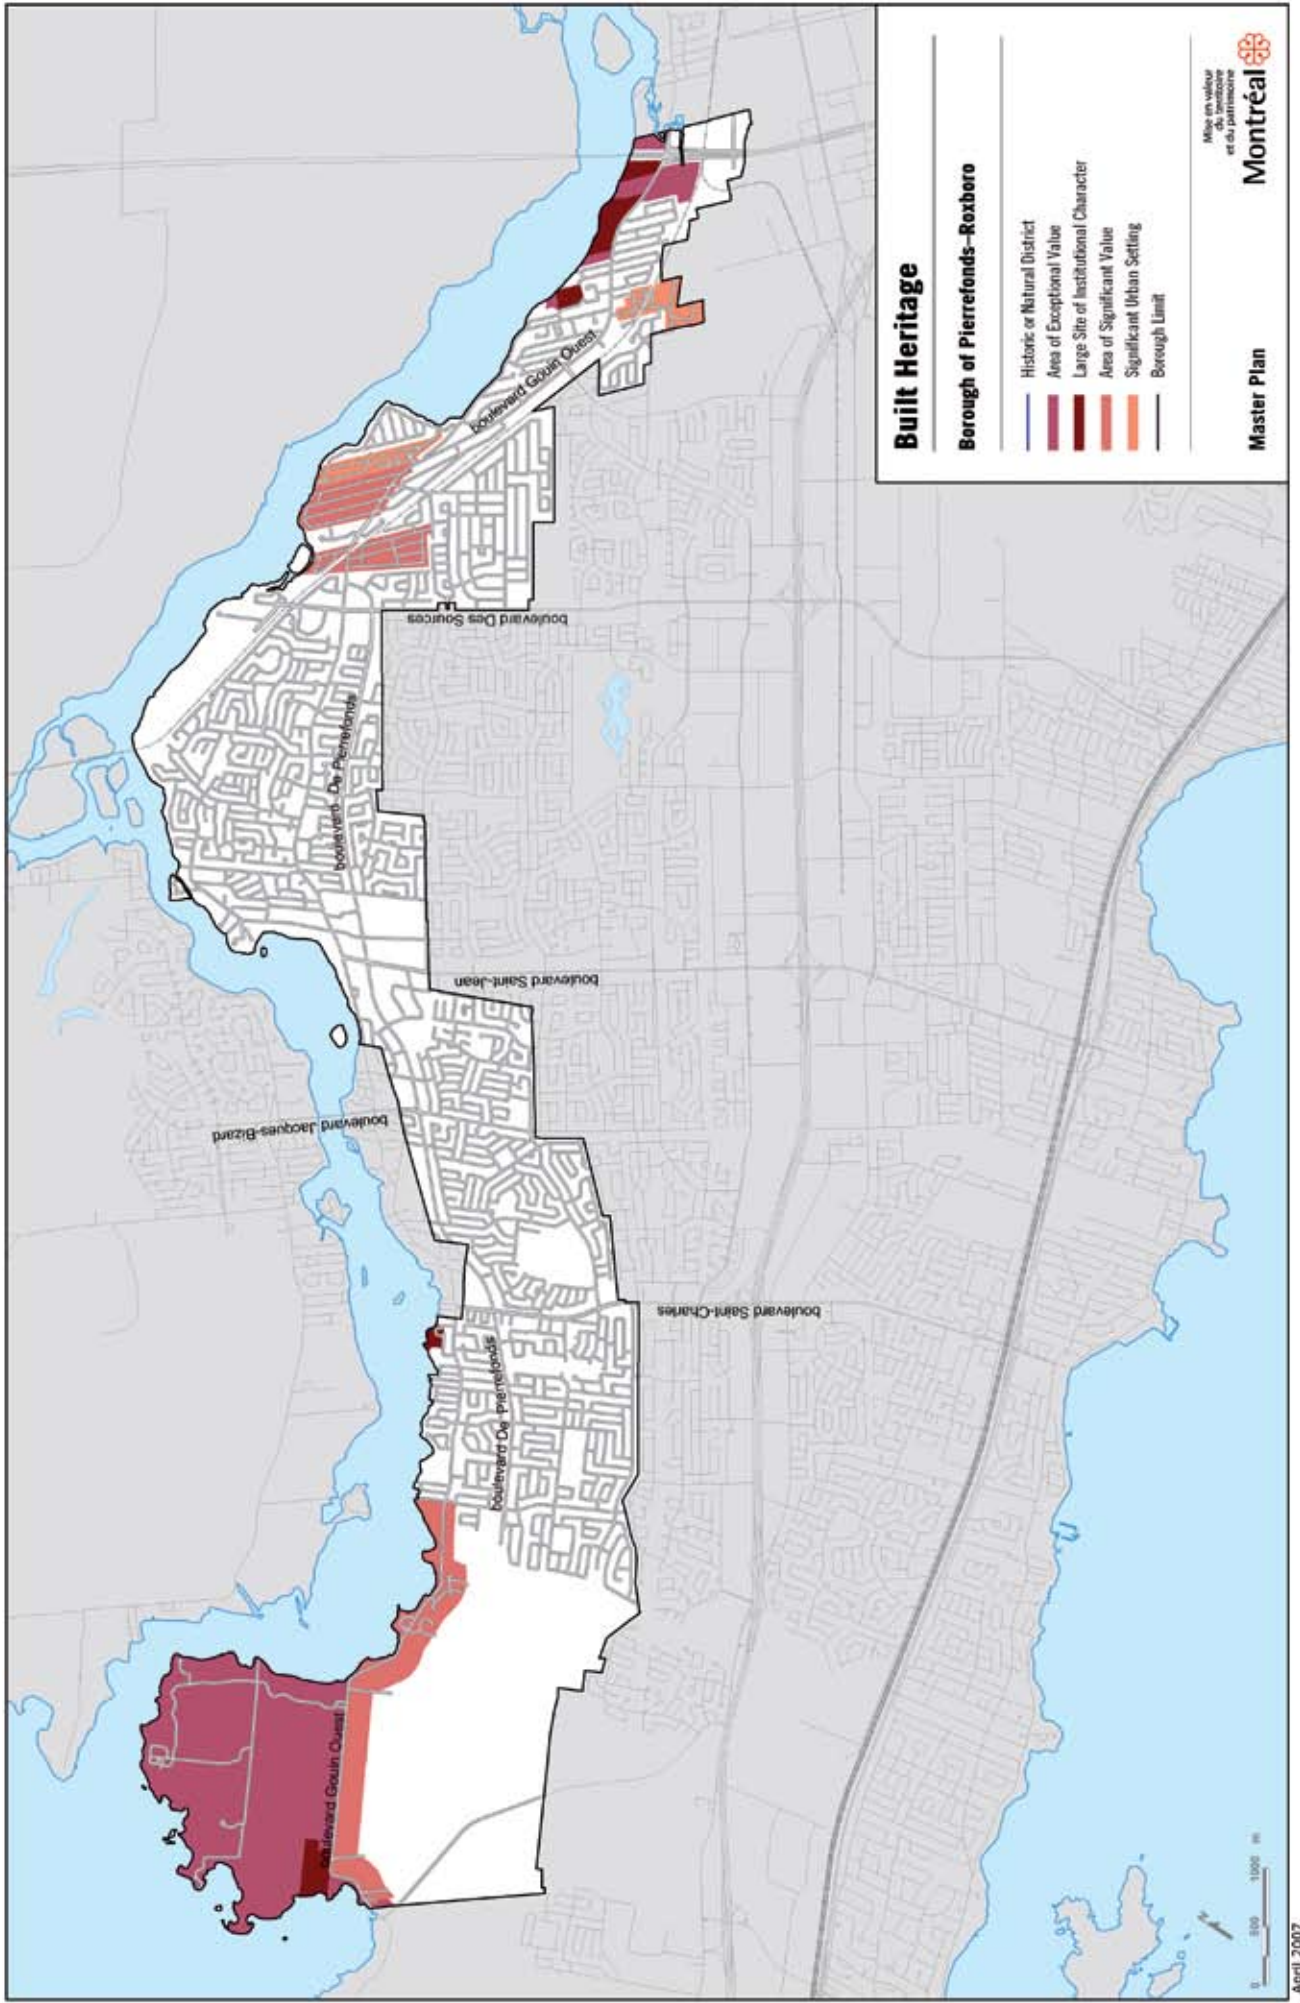 Built Heritage
Borough of Pierrefonds–Roxboro
Historic or Natural District
Area of Exceptional Value
Large Site of Institutional Character
Area of Significant Value
Significant Urban Setting
Borough Limit
Master Plan
Mise en valeur
du territoire
et du patrimoine
Montréal
boulevard Gouin Ouest
boulevard De Pierrefonds
boulevard Saint-Charles
boulevard Jacques-Bizard
boulevard Saint-Jean
boulevard De Pierrefonds
boulevard Des Sources
boulevard Gouin Ouest
0 500 1000 m
N
April 2007